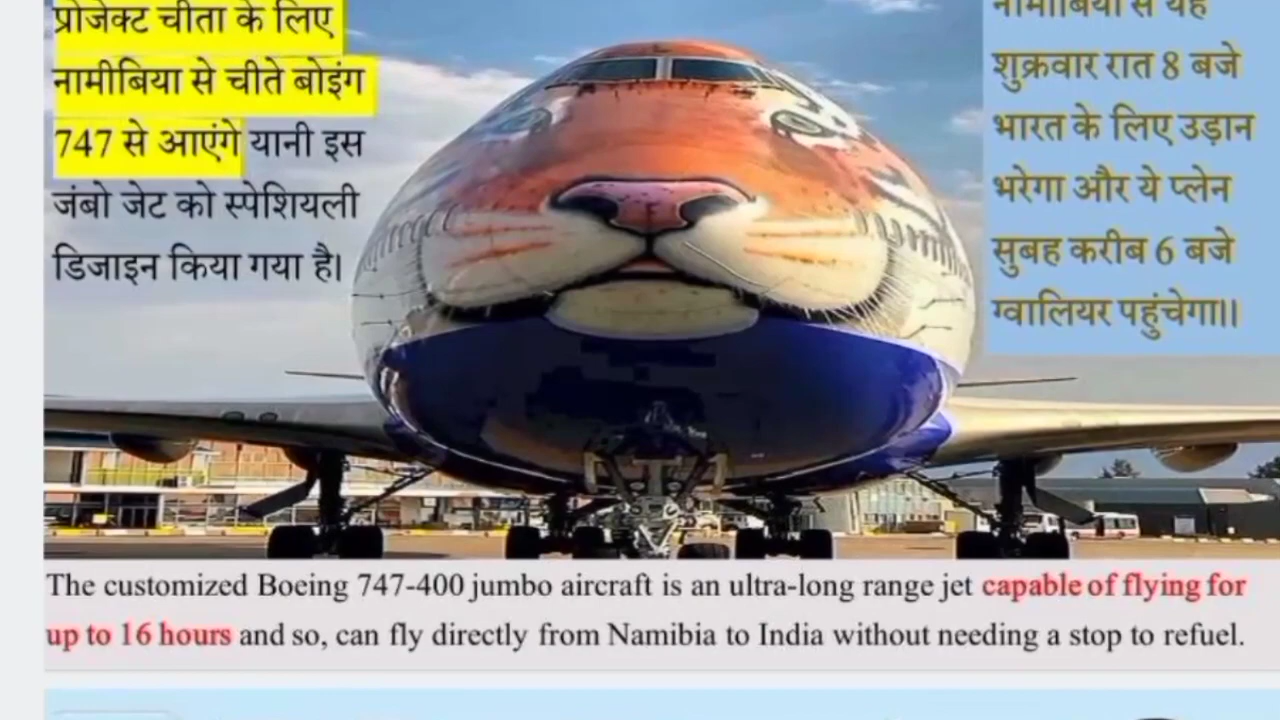 प्रोजेक्ट चीता के लिए
नामीबिया से चीते बोइंग
747 से आएंगे यानी इस
जंबो जेट को स्पेशियली
डिजाइन किया गया है।
नामीबिया से यह
शुक्रवार रात 8 बजे
भारत के लिए उड़ान
भरेगा और ये प्लेन
सुबह करीब 6 बजे
ग्वालियर पहुंचेगा॥
The customized Boeing 747-400 jumbo aircraft is an ultra-long range jet capable of flying for
up to 16 hours and so, can fly directly from Namibia to India without needing a stop to refuel.